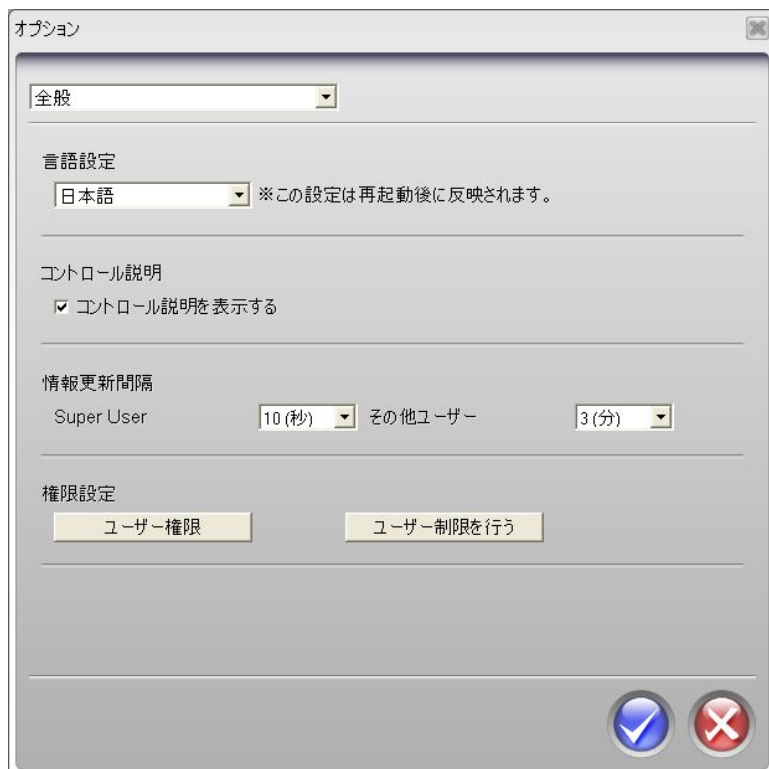 オプション
全般
言語設定
日本語 ※この設定は再起動後に反映されます。
コントロール説明
コントロール説明を表示する
情報更新間隔
Super User 10 (秒) その他ユーザー 3 (分)
権限設定
ユーザー権限 ユーザー制限を行う